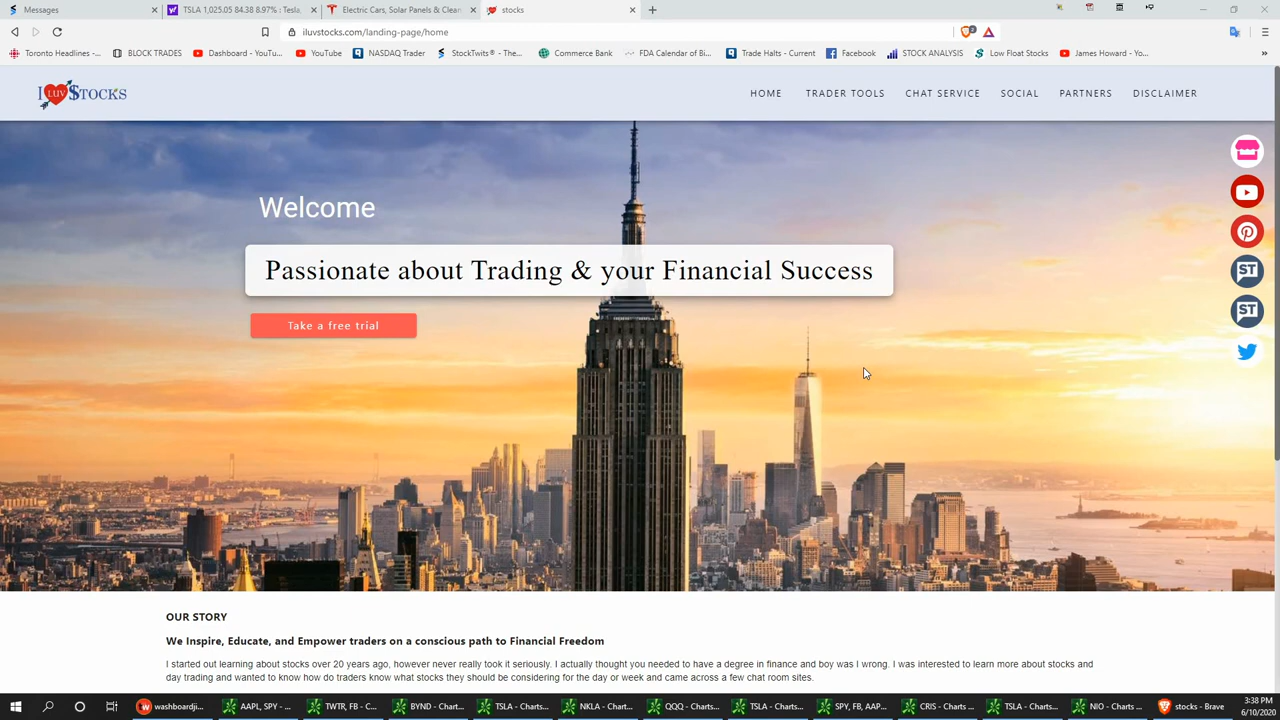 Messages
TSLA 1,025.05 84.38 8.97% : Tesla,
Electric Cars, Solar Panels & Clean
stocks
iluvstocks.com/landing-page/home
2
Toronto Headlines -...
BLOCK TRADES
Dashboard - YouTu...
YouTube
NASDAQ Trader
StockTwits® - The...
Commerce Bank
FDA Calendar of Bi...
Trade Halts - Current
Facebook
STOCK ANALYSIS
Low Float Stocks
James Howard - Yo...
I LUV $TOCKS
HOME
TRADER TOOLS
CHAT SERVICE
SOCIAL
PARTNERS
DISCLAIMER
Welcome
Passionate about Trading & your Financial Success
Take a free trial
ST
ST
OUR STORY
We Inspire, Educate, and Empower traders on a conscious path to Financial Freedom
I started out learning about stocks over 20 years ago, however never really took it seriously. I actually thought you needed to have a degree in finance and boy was I wrong. I was interested to learn more about stocks and
day trading and wanted to know how do traders know what stocks they should be considering for the day or week and came across a few chat room sites.
washboardji...
AAPL, SPY - ...
TWTR, FB - C...
BYND - Chart...
TSLA - Charts...
NKLA - Chart...
QQQ - Charts...
TSLA - Charts ...
SPY, FB, AAP...
CRIS - Charts ...
TSLA - Charts ...
NIO - Charts ...
stocks - Brave
3:38 PM
6/10/2020